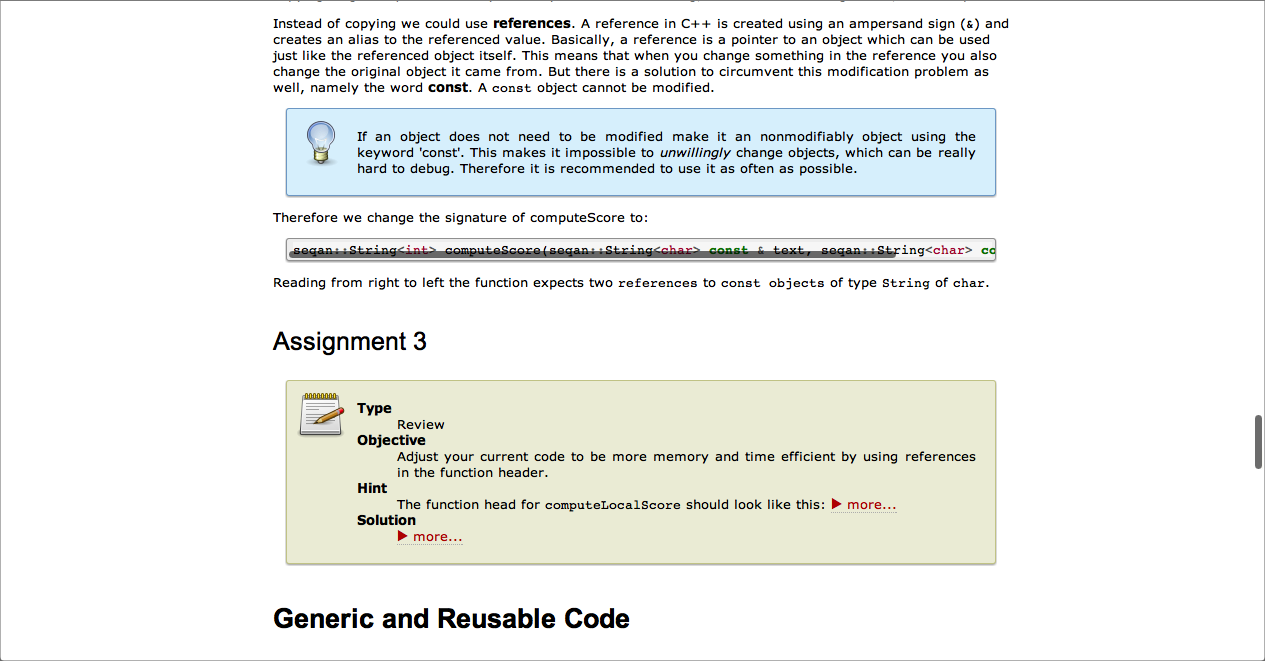 Instead of copying we could use references. A reference in C++ is created using an ampersand sign (&) and
creates an alias to the referenced value. Basically, a reference is a pointer to an object which can be used
just like the referenced object itself. This means that when you change something in the reference you also
change the original object it came from. But there is a solution to circumvent this modification problem as
well, namely the word const. A const object cannot be modified.
If an object does not need to be modified make it an nonmodifiably object using the
keyword 'const'. This makes it impossible to unwillingly change objects, which can be really
hard to debug. Therefore it is recommended to use it as often as possible.
Therefore we change the signature of computeScore to:
seqan::String<int> computeScore(seqan::String<char> const & text, seqan::String<char> co
Reading from right to left the function expects two references to const objects of type String of char.
Assignment 3
Type
Review
Objective
Adjust your current code to be more memory and time efficient by using references
in the function header.
Hint
The function head for computeLocalScore should look like this: ▶ more...
Solution
▶ more...
Generic and Reusable Code